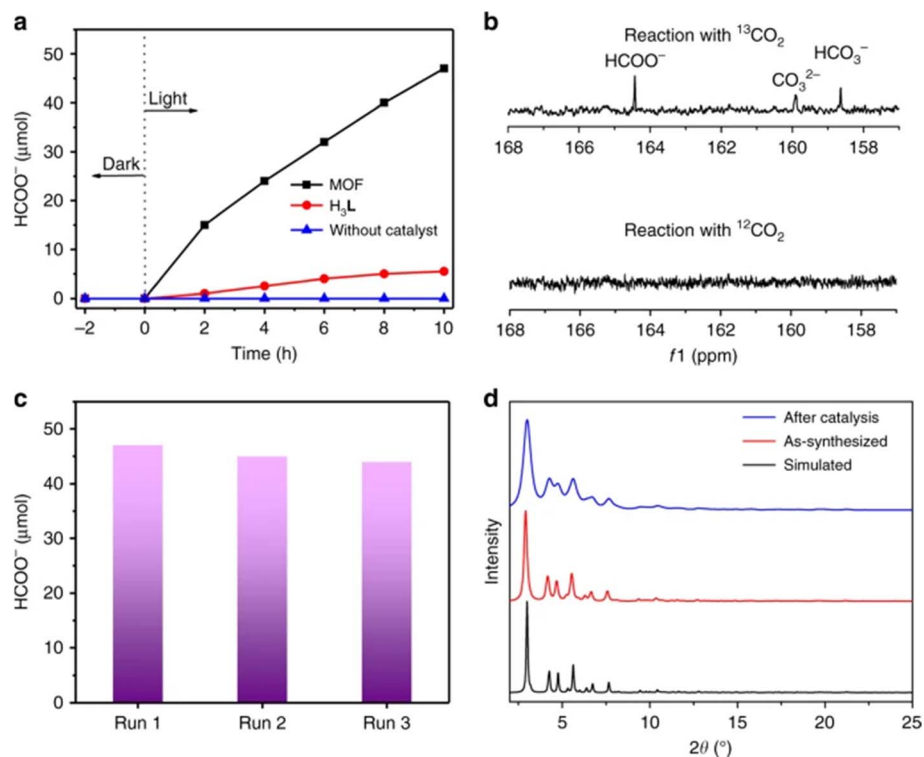 a
50
40
30
20
10
0
HCOO⁻ (μmol)
Light
Dark
MOF
H₃L
Without catalyst
–2 0 2 4 6 8 10
Time (h)
b
Reaction with ¹³CO₂
HCOO⁻
CO₃²⁻
HCO₃⁻
168 166 164 162 160 158
Reaction with ¹²CO₂
168 166 164 162 160 158
f1 (ppm)
c
50
40
30
20
10
0
HCOO⁻ (μmol)
Run 1 Run 2 Run 3
d
After catalysis
As-synthesized
Simulated
Intensity
5 10 15 20 25
2θ (°)